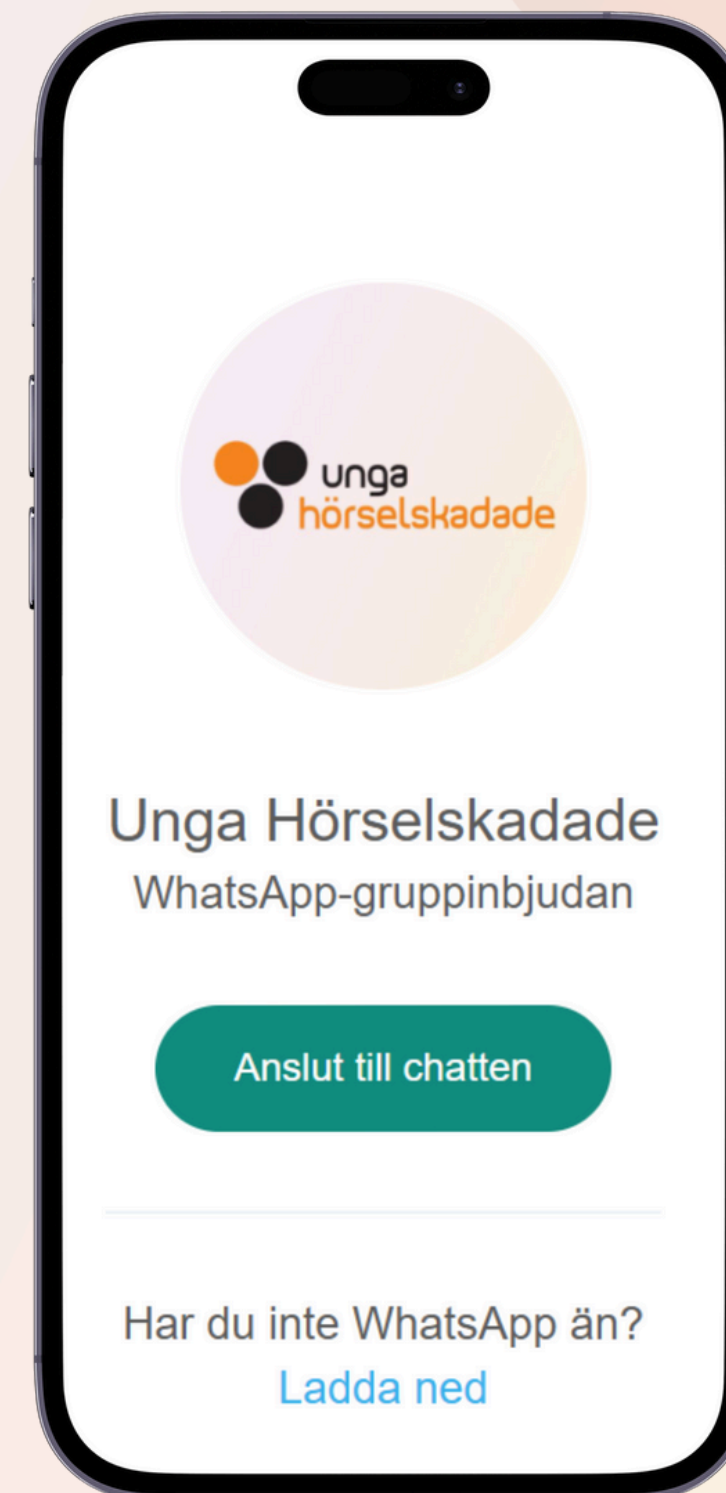 unga
hörselskadade
Unga Hörselskadade
WhatsApp-gruppinbjudan
Anslut till chatten
Har du inte WhatsApp än?
Ladda ned